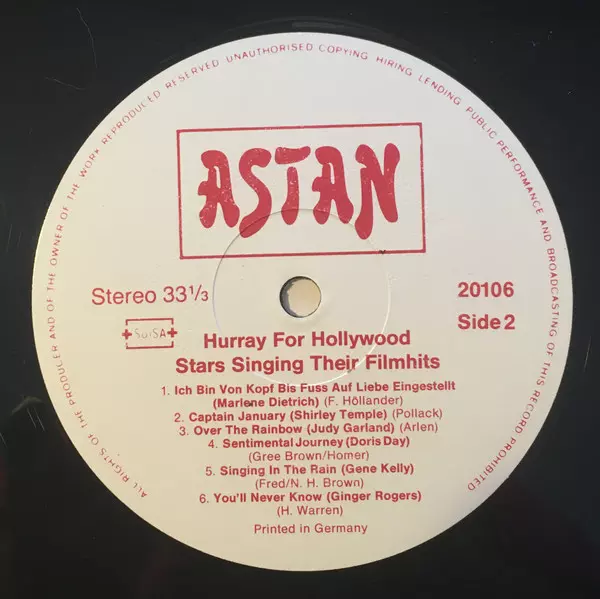 ALL RIGHTS OF THE PRODUCER AND OF THE OWNER OF THE WORK REPRODUCED RESERVED UNAUTHORISED COPYING HIRING LENDING PUBLIC PERFORMANCE AND BROADCASTING OF THIS RECORD PROHIBITED
ASTAN
Stereo 33 1/3
20106
SUISA
Side 2
Hurray For Hollywood
Stars Singing Their Filmhits
1. Ich Bin Von Kopf Bis Fuss Auf Liebe Eingestellt
(Marlene Dietrich) (F. Höllander)
2. Captain January (Shirley Temple) (Pollack)
3. Over The Rainbow (Judy Garland) (Arlen)
4. Sentimental Journey (Doris Day)
(Gree Brown/Homer)
5. Singing In The Rain (Gene Kelly)
(Fred/N. H. Brown)
6. You'll Never Know (Ginger Rogers)
(H. Warren)
Printed in Germany